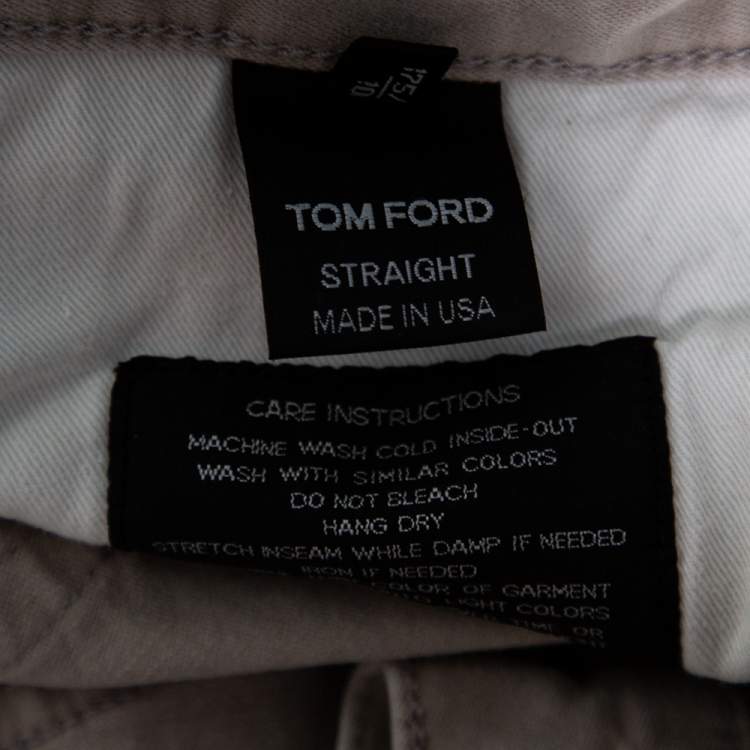 175/
10
TOM FORD
STRAIGHT
MADE IN USA
CARE INSTRUCTIONS
MACHINE WASH COLD INSIDE-OUT
WASH WITH SIMILAR COLORS
DO NOT BLEACH
HANG DRY
STRETCH INSEAM WHILE DAMP IF NEEDED
IRON IF NEEDED
COLOR OF GARMENT
LIGHT COLORS
TIME OR